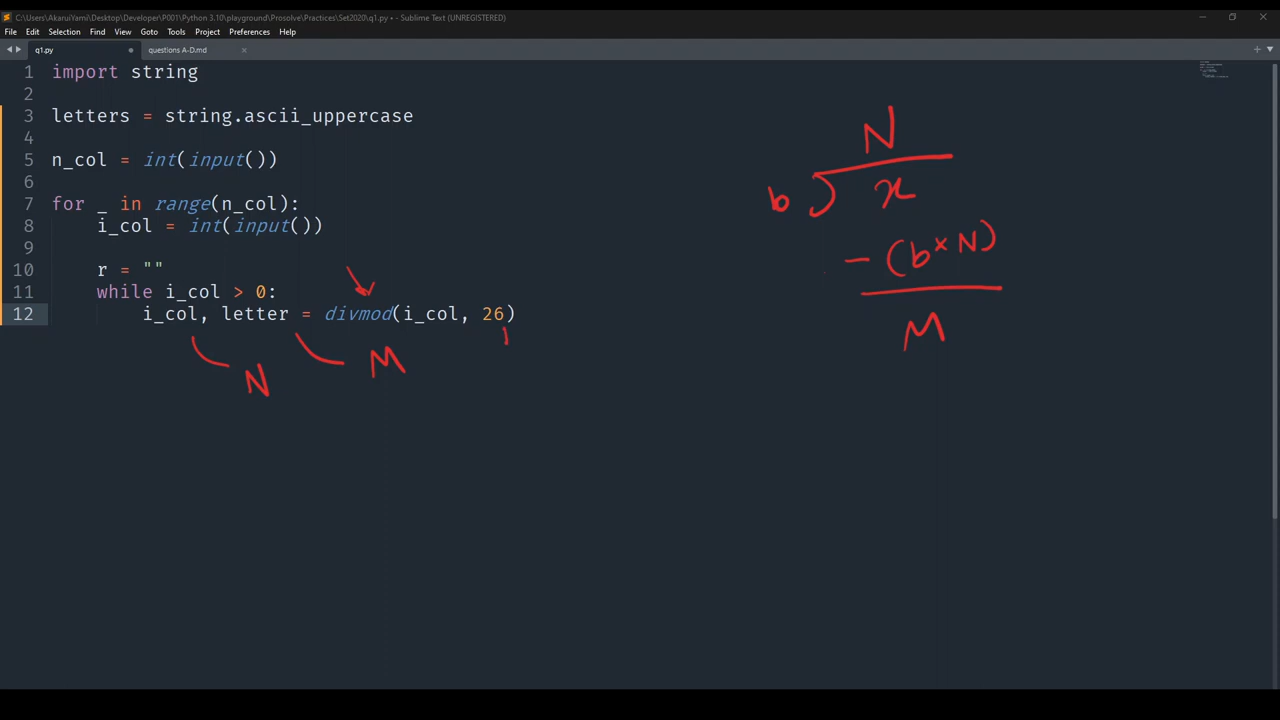 C:\Users\AkaruiYami\Desktop\Developer\P001\Python 3.10\playground\Prosolve\Practices\Set2020\q1.py • - Sublime Text (UNREGISTERED)
File Edit Selection Find View Goto Tools Project Preferences Help
q1.py questions A-D.md
1 import string
2
3 letters = string.ascii_uppercase
4
5 n_col = int(input())
6
7 for _ in range(n_col):
8 i_col = int(input())
9
10 r = ""
11 while i_col > 0:
12 i_col, letter = divmod(i_col, 26)
N
M
N
b x
- (b × N)
M